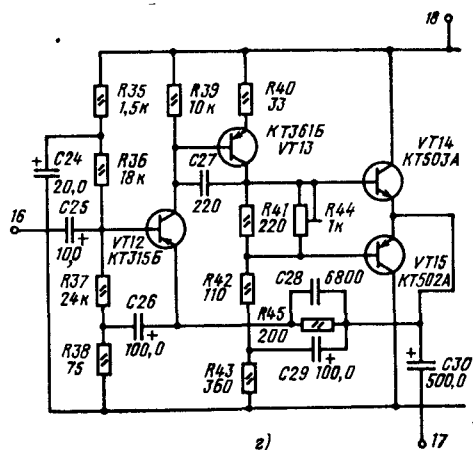 18
R35
1,5к
R39
10к
R40
33
КТ361Б
VT13
C24
20,0
R36
18к
C27
220
VT14
КТ503А
16
C25
10,0
R41
220
R44
1к
VT12
КТ315Б
R37
24к
C26
100,0
R42
110
C28
6800
VT15
КТ502А
R45
200
R38
75
R43
360
C29
100,0
C30
500,0
17
г)